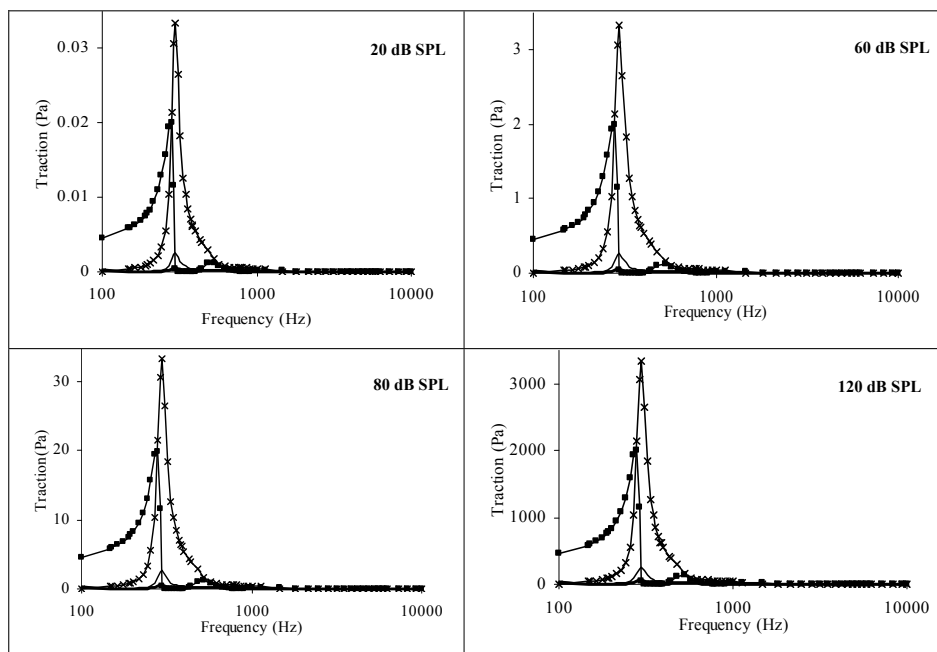 20 dB SPL
Traction (Pa)
0.03
0.02
0.01
0
100
1000
10000
Frequency (Hz)
60 dB SPL
Traction (Pa)
3
2
1
0
100
1000
10000
Frequency (Hz)
80 dB SPL
Traction(Pa)
30
20
10
0
100
1000
10000
Frequency (Hz)
120 dB SPL
Traction (Pa)
3000
2000
1000
0
100
1000
10000
Frequency (Hz)